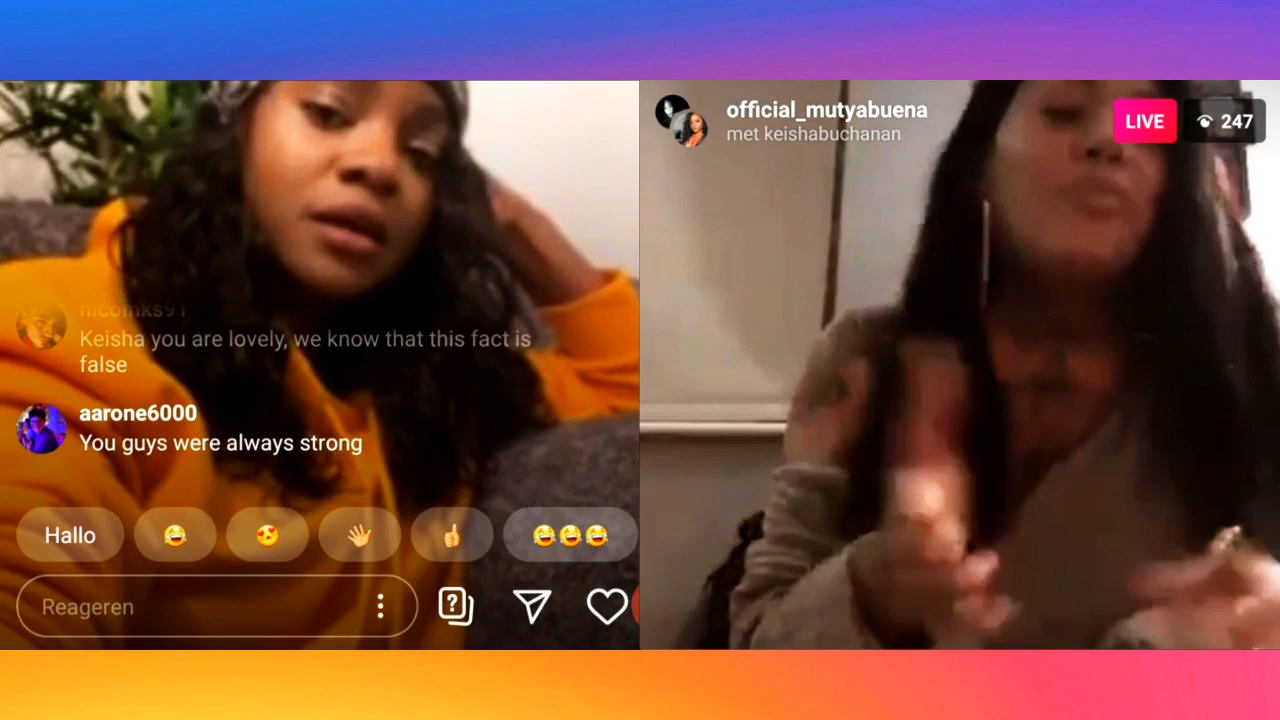 nicomks91
Keisha you are lovely, we know that this fact is
false
aarone6000
You guys were always strong
Hallo
Reageren
official_mutyabuena
met keishabuchanan
LIVE
247